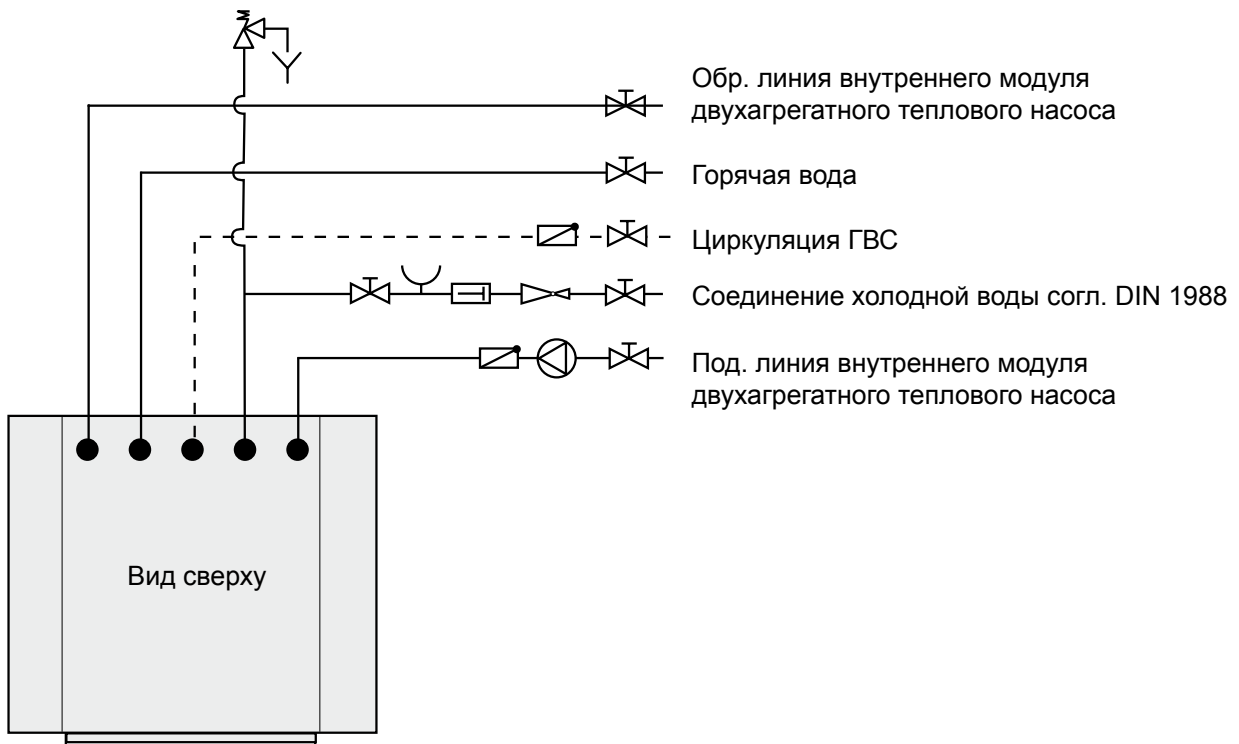 Обр. линия внутреннего модуля
двухагрегатного теплового насоса
Горячая вода
Циркуляция ГВС
Соединение холодной воды согл. DIN 1988
Под. линия внутреннего модуля
двухагрегатного теплового насоса
Вид сверху